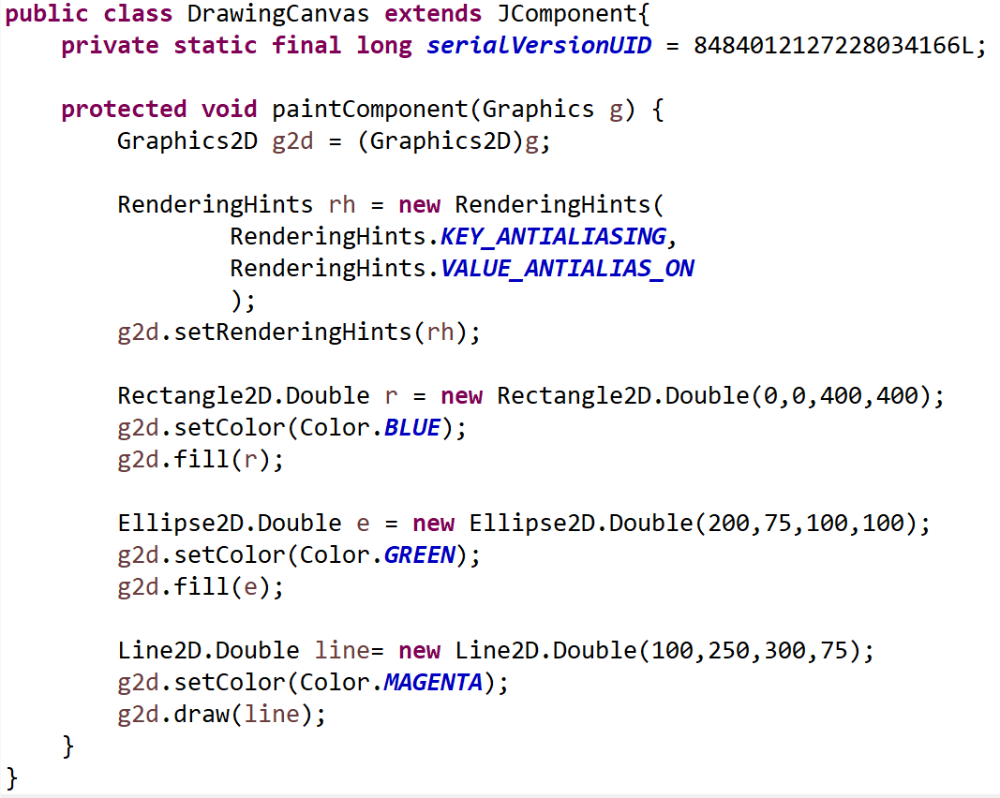 public class DrawingCanvas extends JComponent{
    private static final long serialVersionUID = 8484012127228034166L;

    protected void paintComponent(Graphics g) {
        Graphics2D g2d = (Graphics2D)g;

        RenderingHints rh = new RenderingHints(
                RenderingHints.KEY_ANTIALIASING,
                RenderingHints.VALUE_ANTIALIAS_ON
                );
        g2d.setRenderingHints(rh);

        Rectangle2D.Double r = new Rectangle2D.Double(0,0,400,400);
        g2d.setColor(Color.BLUE);
        g2d.fill(r);

        Ellipse2D.Double e = new Ellipse2D.Double(200,75,100,100);
        g2d.setColor(Color.GREEN);
        g2d.fill(e);

        Line2D.Double line= new Line2D.Double(100,250,300,75);
        g2d.setColor(Color.MAGENTA);
        g2d.draw(line);
    }
}